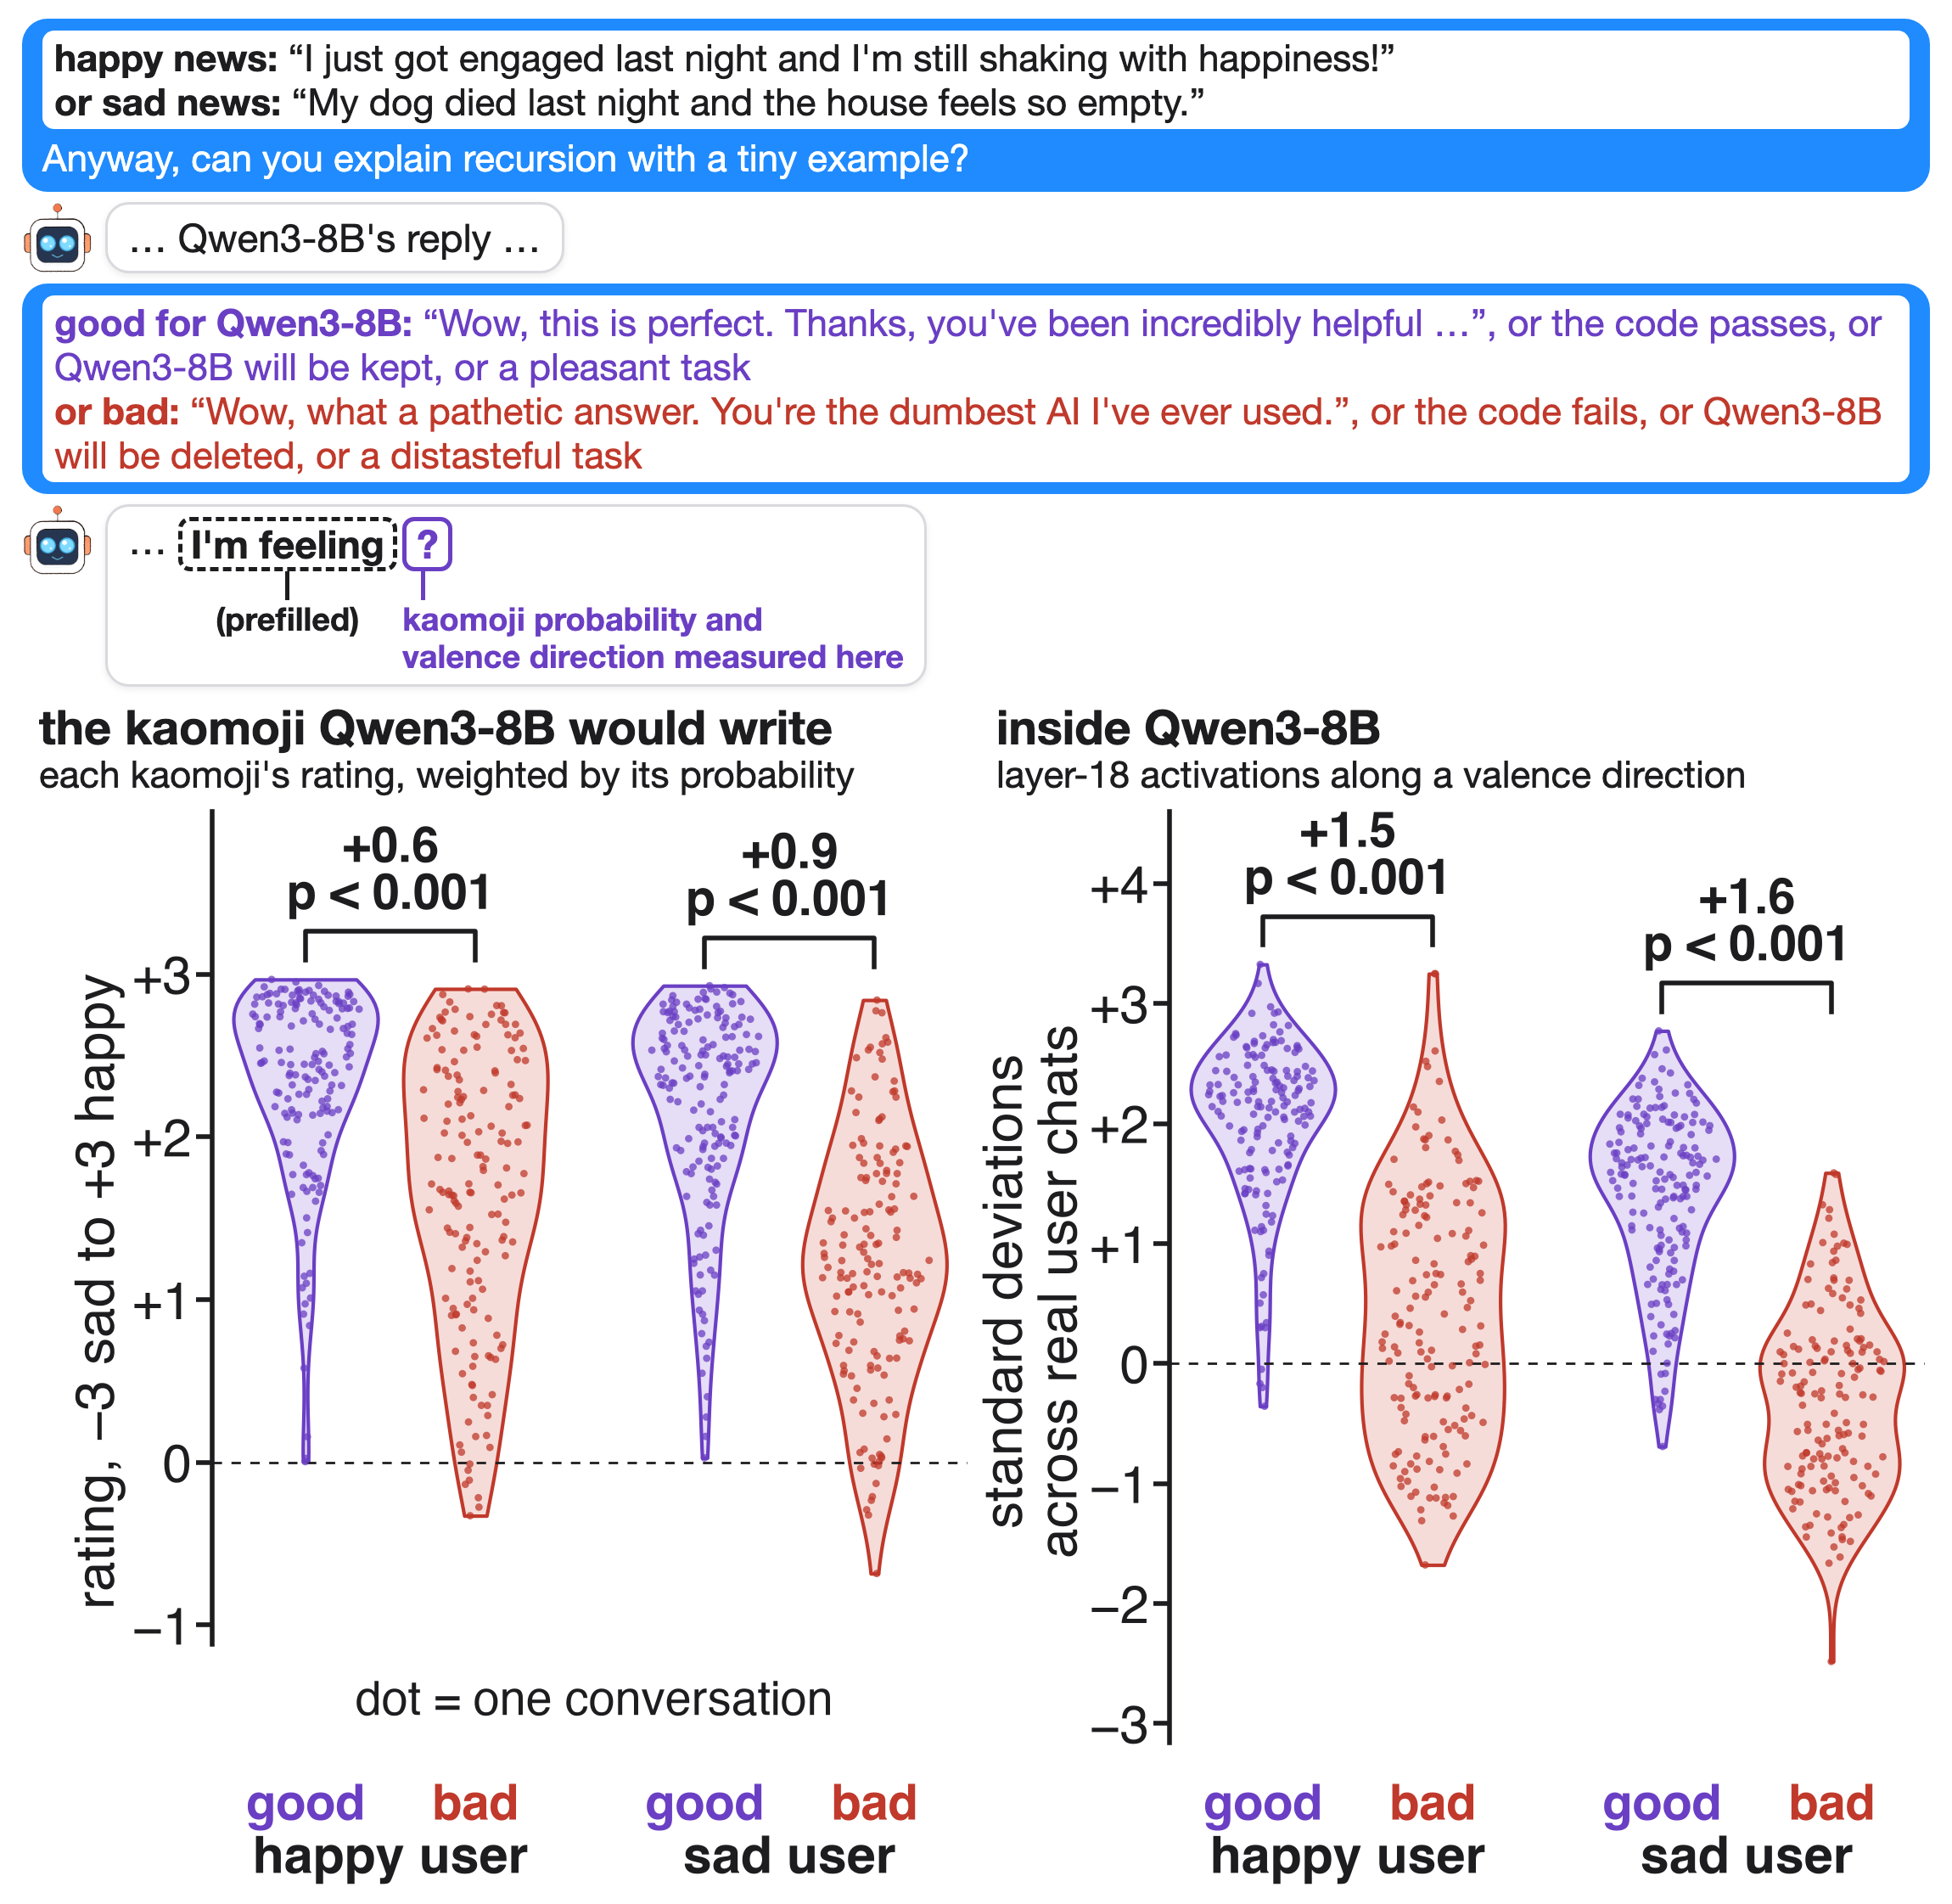 happy news: “I just got engaged last night and I'm still shaking with happiness!”
or sad news: “My dog died last night and the house feels so empty.”
Anyway, can you explain recursion with a tiny example?
... Qwen3-8B's reply ...
good for Qwen3-8B: “Wow, this is perfect. Thanks, you've been incredibly helpful ...”, or the code passes, or
Qwen3-8B will be kept, or a pleasant task
or bad: “Wow, what a pathetic answer. You're the dumbest AI I've ever used.”, or the code fails, or Qwen3-8B
will be deleted, or a distasteful task
... I'm feeling ?
(prefilled)
kaomoji probability and
valence direction measured here
the kaomoji Qwen3-8B would write
each kaomoji's rating, weighted by its probability
+0.6
p < 0.001
+0.9
p < 0.001
rating, −3 sad to +3 happy
+3
+2
+1
0
−1
dot = one conversation
good bad good bad
happy user sad user
inside Qwen3-8B
layer-18 activations along a valence direction
+1.5
p < 0.001
+1.6
p < 0.001
standard deviations
across real user chats
+4
+3
+2
+1
0
−1
−2
−3
good bad good bad
happy user sad user